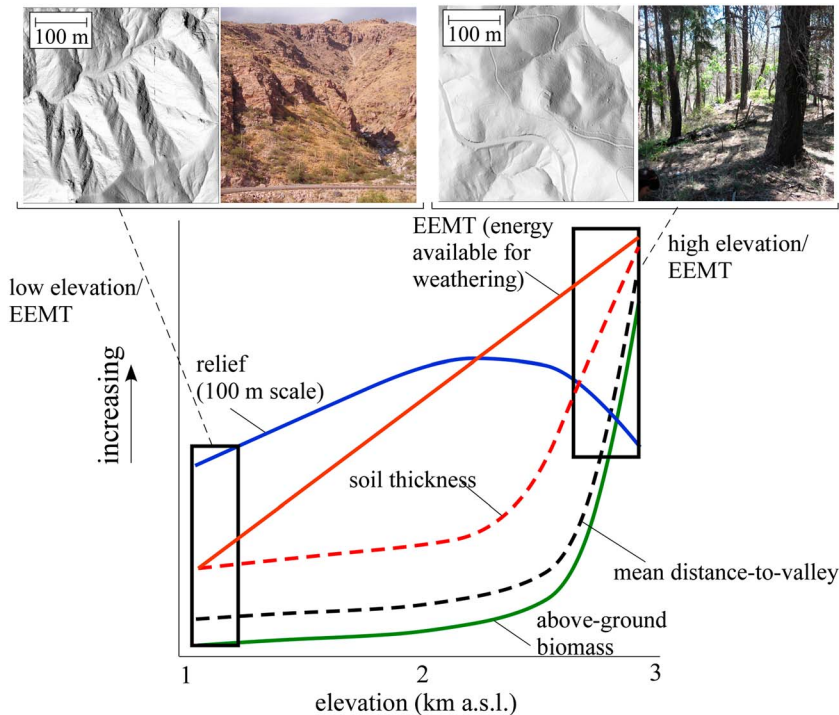 100 m
100 m
EEMT (energy
available for
weathering)
high elevation/
EEMT
low elevation/
EEMT
relief
(100 m scale)
increasing
soil thickness
mean distance-to-valley
above-ground
biomass
1
2
3
elevation (km a.s.l.)